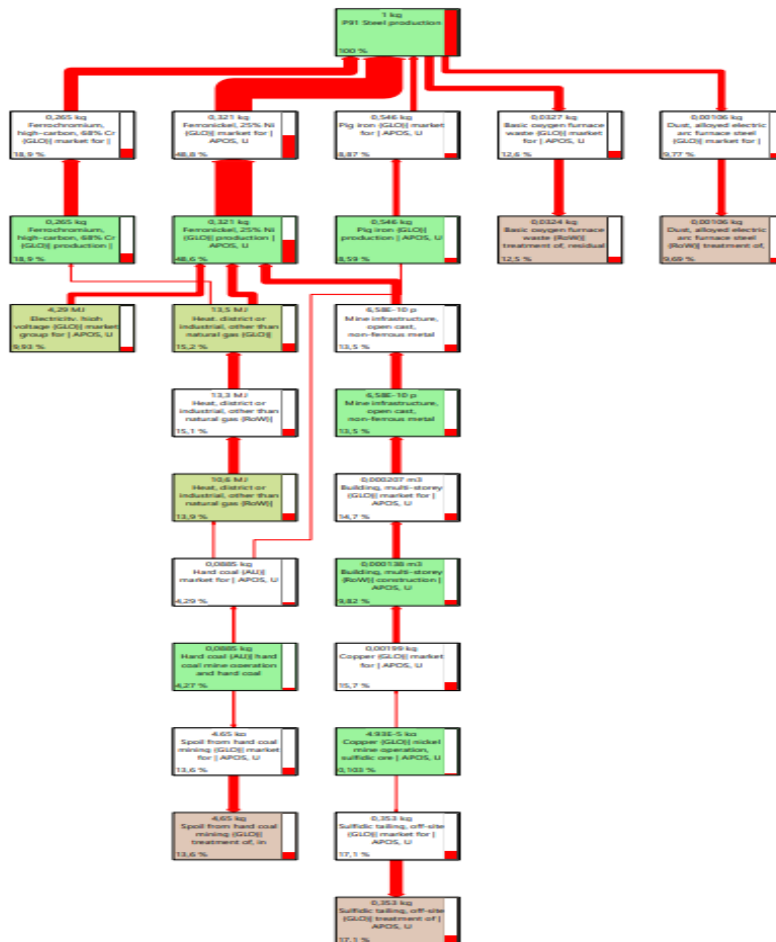 1 kg
P91 Steel production
100 %
0,265 kg
Ferrochromium,
high-carbon, 68% Cr
(GLO)| market for ||
18,9 %
0,321 kg
Ferronickel, 25% Ni
(GLO)| market for |
APOS, U
48,8 %
0,546 kg
Pig iron (GLO)| market
for | APOS, U
8,87 %
0,0327 kg
Basic oxygen furnace
waste (GLO)| market
for | APOS, U
12,6 %
0,00106 kg
Dust, alloyed electric
arc furnace steel
(GLO)| market for |
9,77 %
0,265 kg
Ferrochromium,
high-carbon, 68% Cr
(GLO)| production ||
18,9 %
0,321 kg
Ferronickel, 25% Ni
(GLO)| production |
APOS, U
48,6 %
0,546 kg
Pig iron (GLO)|
production | APOS, U
8,59 %
0,0324 kg
Basic oxygen furnace
waste (RoW)|
treatment of, residual
12,5 %
0,00106 kg
Dust, alloyed electric
arc furnace steel
(RoW)| treatment of,
9,69 %
4,29 MJ
Electricity, high
voltage (GLO)| market
group for | APOS, U
9,93 %
13,5 MJ
Heat, district or
industrial, other than
natural gas (GLO)|
15,2 %
6,58E-10 p
Mine infrastructure,
open cast,
non-ferrous metal
13,5 %
13,3 MJ
Heat, district or
industrial, other than
natural gas (RoW)|
15,1 %
6,58E-10 p
Mine infrastructure,
open cast,
non-ferrous metal
13,5 %
10,6 MJ
Heat, district or
industrial, other than
natural gas (RoW)|
13,9 %
0,000207 m3
Building, multi-storey
(GLO)| market for |
APOS, U
14,7 %
0,0885 kg
Hard coal (AU)|
market for | APOS, U
4,29 %
0,000138 m3
Building, multi-storey
(RoW)| construction |
APOS, U
9,82 %
0,0885 kg
Hard coal (AU)| hard
coal mine operation
and hard coal
4,27 %
0,00199 kg
Copper (GLO)| market
for | APOS, U
15,7 %
4,65 kg
Spoil from hard coal
mining (GLO)| market
for | APOS, U
13,6 %
4,93E-5 kg
Copper (GLO)| nickel
mine operation,
sulfidic ore | APOS, U
0,103 %
4,65 kg
Spoil from hard coal
mining (GLO)|
treatment of, in
13,6 %
0,353 kg
Sulfidic tailing, off-site
(GLO)| market for |
APOS, U
17,1 %
0,353 kg
Sulfidic tailing, off-site
(GLO)| treatment of |
APOS, U
17,1 %